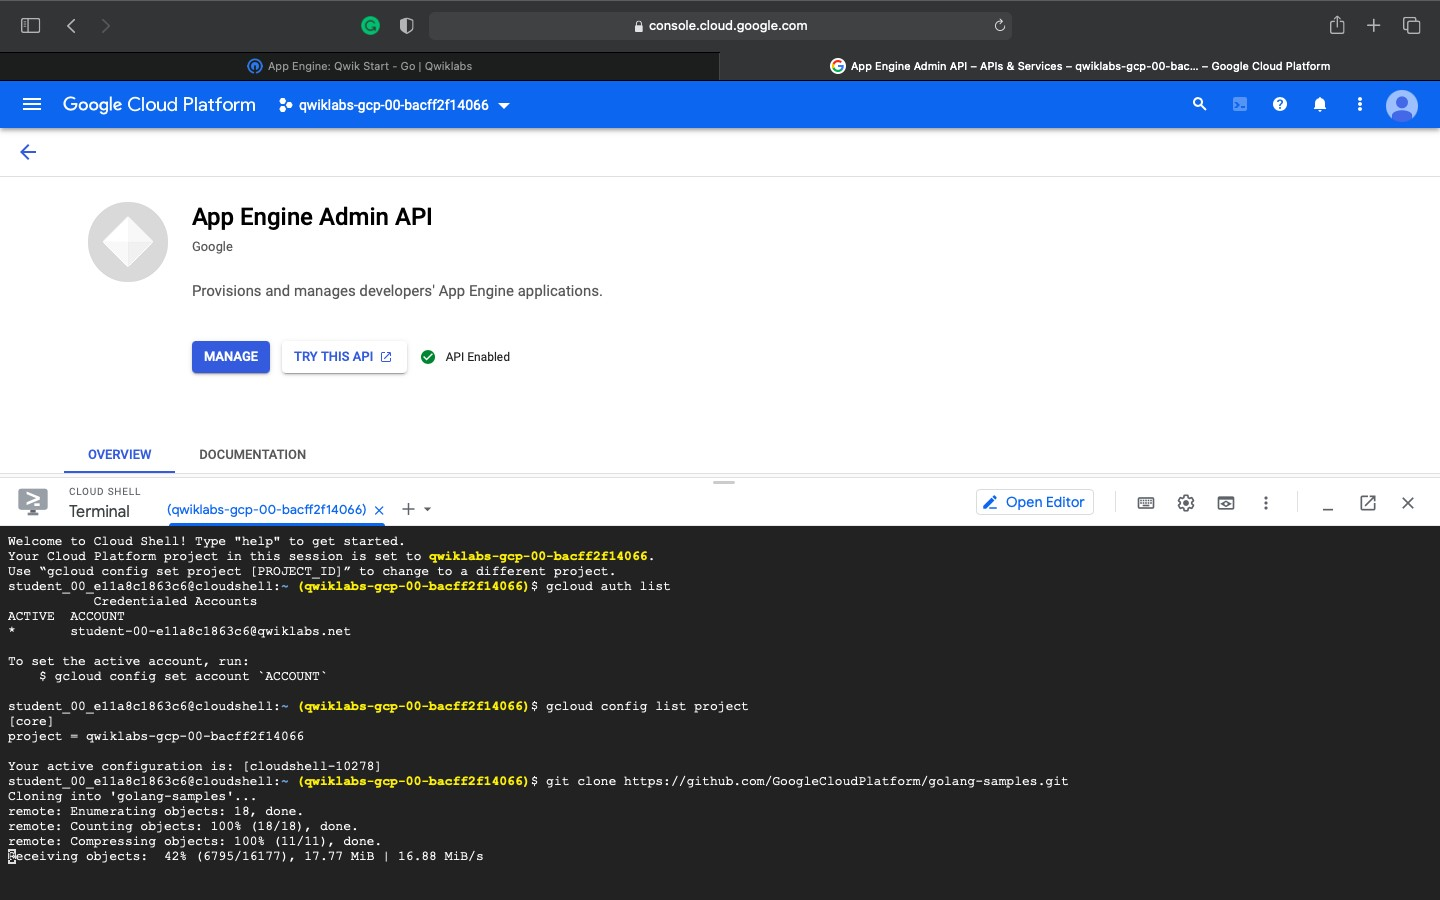 console.cloud.google.com
App Engine: Qwik Start - Go | Qwiklabs
App Engine Admin API – APIs & Services – qwiklabs-gcp-00-bac... – Google Cloud Platform
Google Cloud Platform
qwiklabs-gcp-00-bacff2f14066
App Engine Admin API
Google
Provisions and manages developers' App Engine applications.
MANAGE
TRY THIS API
API Enabled
OVERVIEW
DOCUMENTATION
CLOUD SHELL
Terminal
(qwiklabs-gcp-00-bacff2f14066)
Open Editor
Welcome to Cloud Shell! Type "help" to get started.
Your Cloud Platform project in this session is set to qwiklabs-gcp-00-bacff2f14066.
Use “gcloud config set project [PROJECT_ID]” to change to a different project.
student_00_e11a8c1863c6@cloudshell:~ (qwiklabs-gcp-00-bacff2f14066)$ gcloud auth list
Credentialed Accounts
ACTIVE  ACCOUNT
*       student-00-e11a8c1863c6@qwiklabs.net
To set the active account, run:
$ gcloud config set account `ACCOUNT`
student_00_e11a8c1863c6@cloudshell:~ (qwiklabs-gcp-00-bacff2f14066)$ gcloud config list project
[core]
project = qwiklabs-gcp-00-bacff2f14066
Your active configuration is: [cloudshell-10278]
student_00_e11a8c1863c6@cloudshell:~ (qwiklabs-gcp-00-bacff2f14066)$ git clone https://github.com/GoogleCloudPlatform/golang-samples.git
Cloning into 'golang-samples'...
remote: Enumerating objects: 18, done.
remote: Counting objects: 100% (18/18), done.
remote: Compressing objects: 100% (11/11), done.
Receiving objects:  42% (6795/16177), 17.77 MiB | 16.88 MiB/s